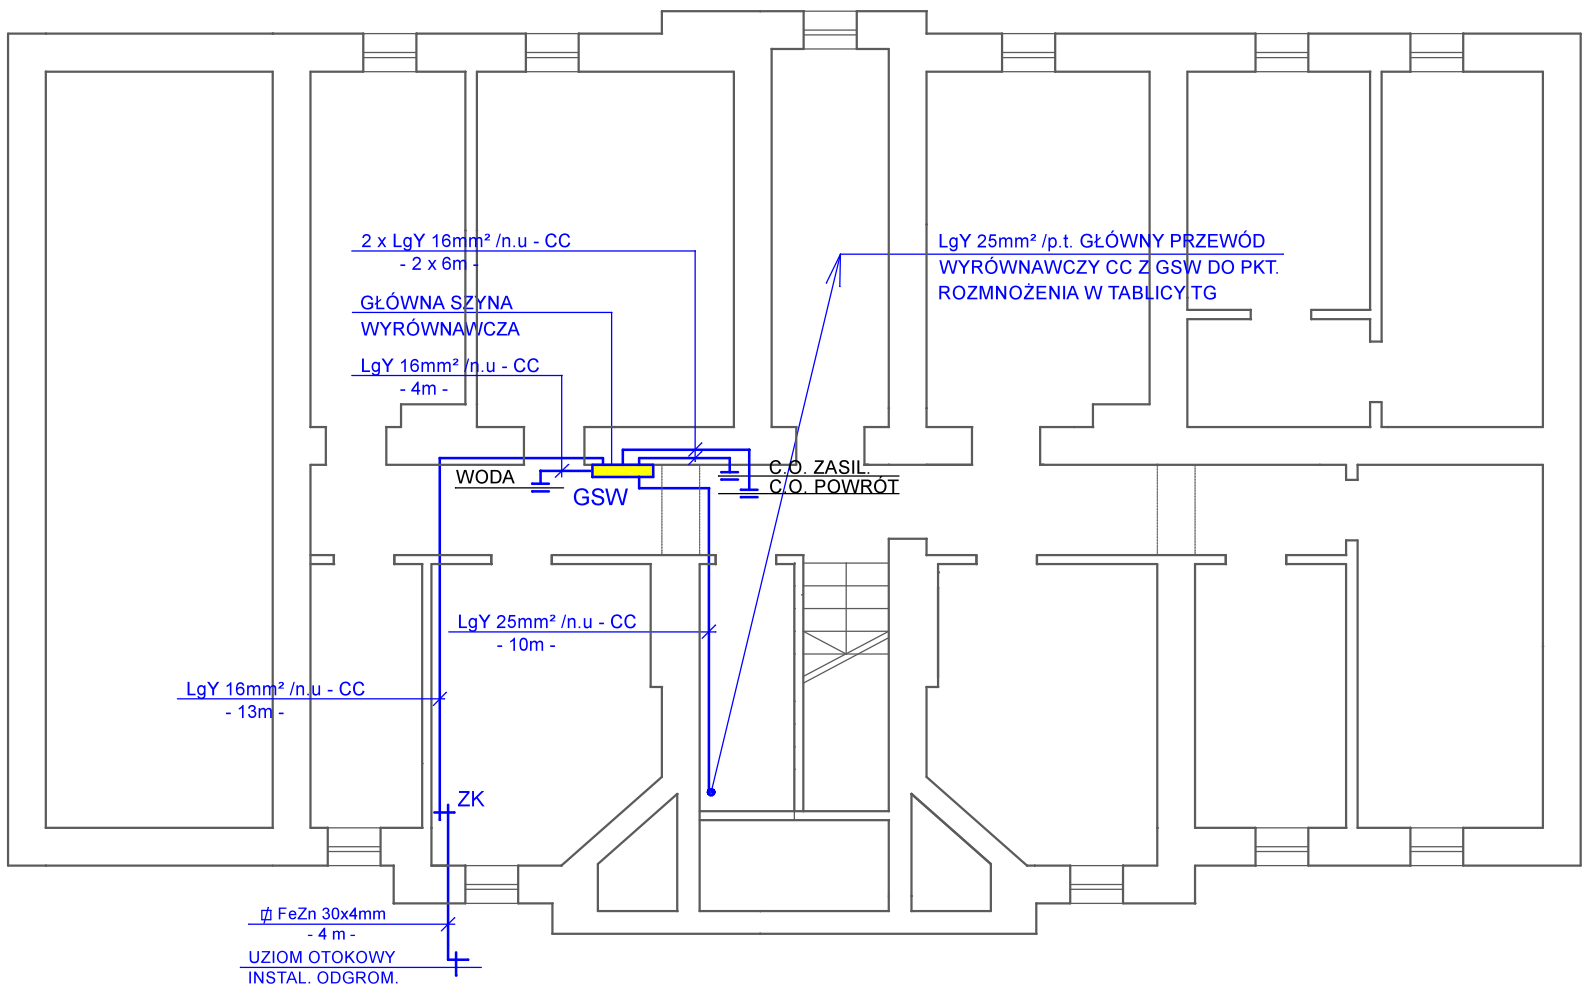 2 x LgY 16mm² /n.u - CC
- 2 x 6m -
GŁÓWNA SZYNA
WYRÓWNAWCZA
LgY 16mm² /n.u - CC
- 4m -
LgY 25mm² /p.t. GŁÓWNY PRZEWÓD
WYRÓWNAWCZY CC Z GSW DO PKT.
ROZMNOŻENIA W TABLICY TG
WODA
GSW
C.O. ZASIL.
C.O. POWRÓT
LgY 25mm² /n.u - CC
- 10m -
LgY 16mm² /n.u - CC
- 13m -
ZK
FeZn 30x4mm
- 4 m -
UZIOM OTOKOWY
INSTAL. ODGROM.